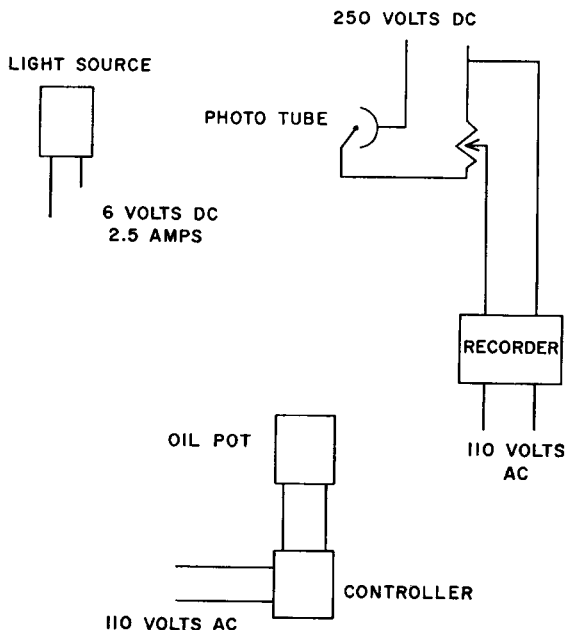 250 VOLTS DC
LIGHT SOURCE
PHOTO TUBE
6 VOLTS DC
2.5 AMPS
RECORDER
110 VOLTS
AC
OIL POT
CONTROLLER
110 VOLTS AC